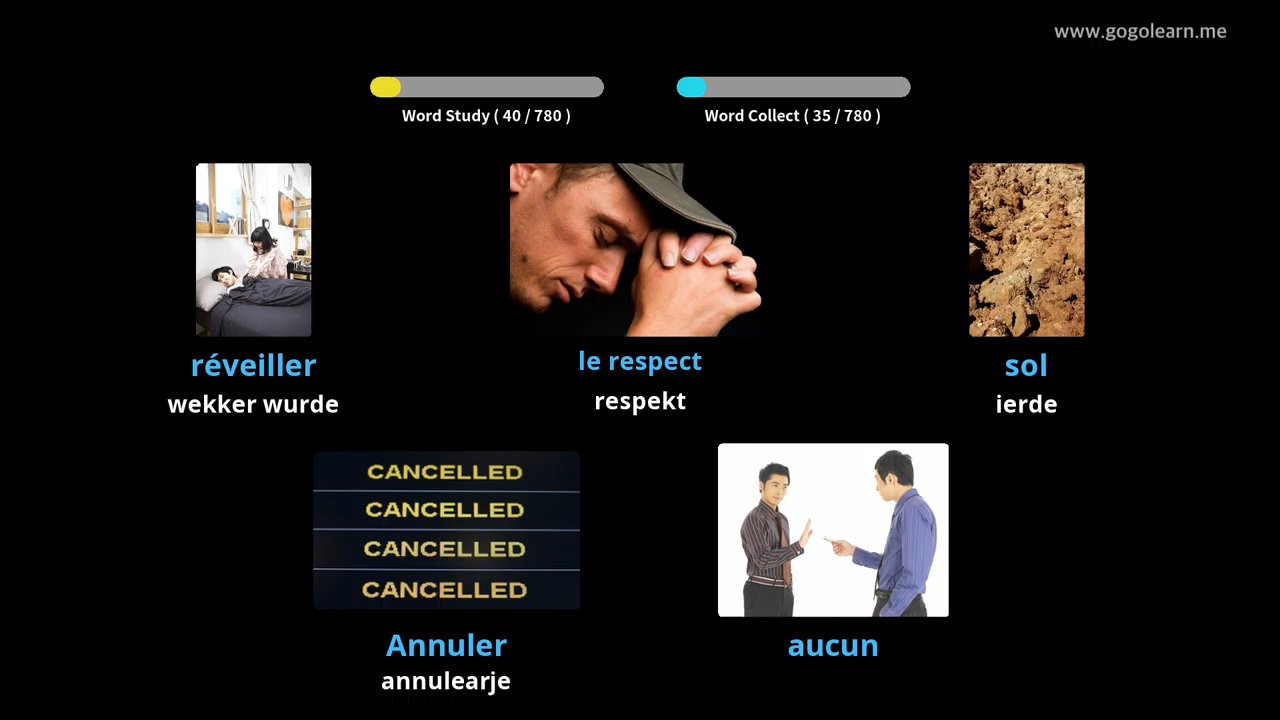 www.gogolearn.me
Word Study ( 40 / 780 )
Word Collect ( 35 / 780 )
réveiller
wekker wurde
le respect
respekt
sol
ierde
CANCELLED
CANCELLED
CANCELLED
CANCELLED
Annuler
annulearje
aucun